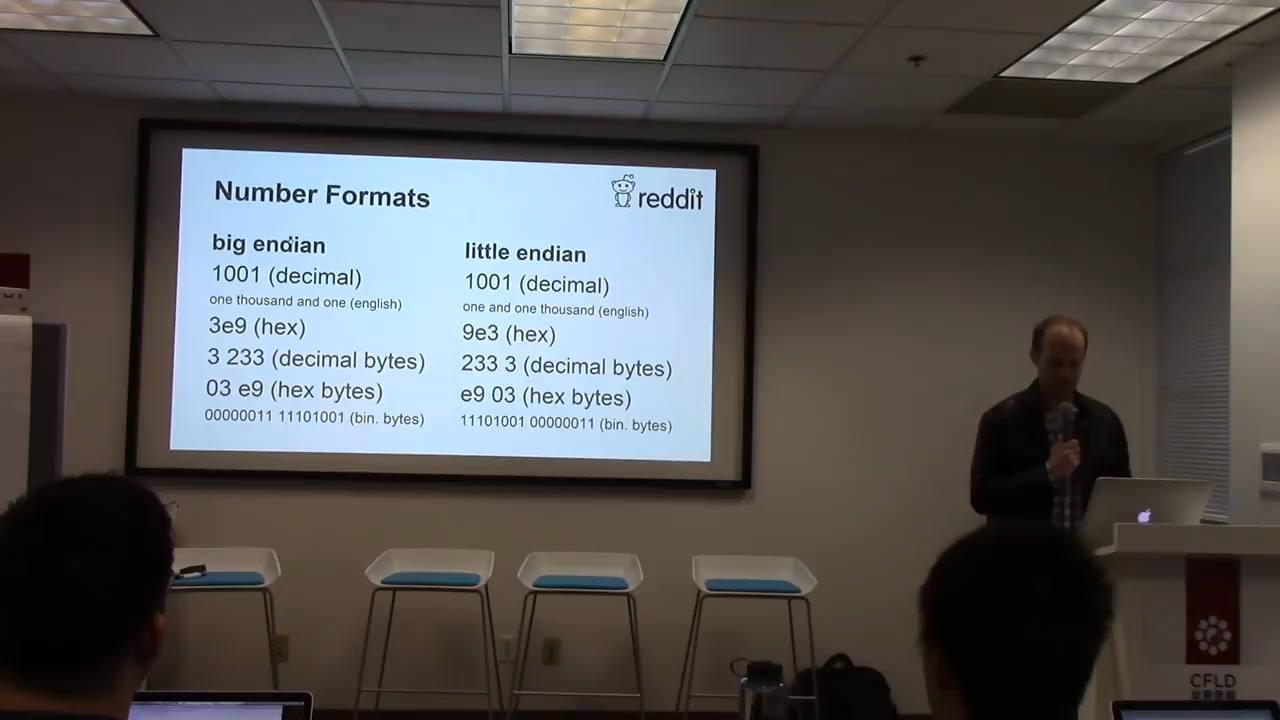 Number Formats
reddit
big endian
1001 (decimal)
one thousand and one (english)
3e9 (hex)
3 233 (decimal bytes)
03 e9 (hex bytes)
00000011 11101001 (bin. bytes)
little endian
1001 (decimal)
one and one thousand (english)
9e3 (hex)
233 3 (decimal bytes)
e9 03 (hex bytes)
11101001 00000011 (bin. bytes)
CFLD